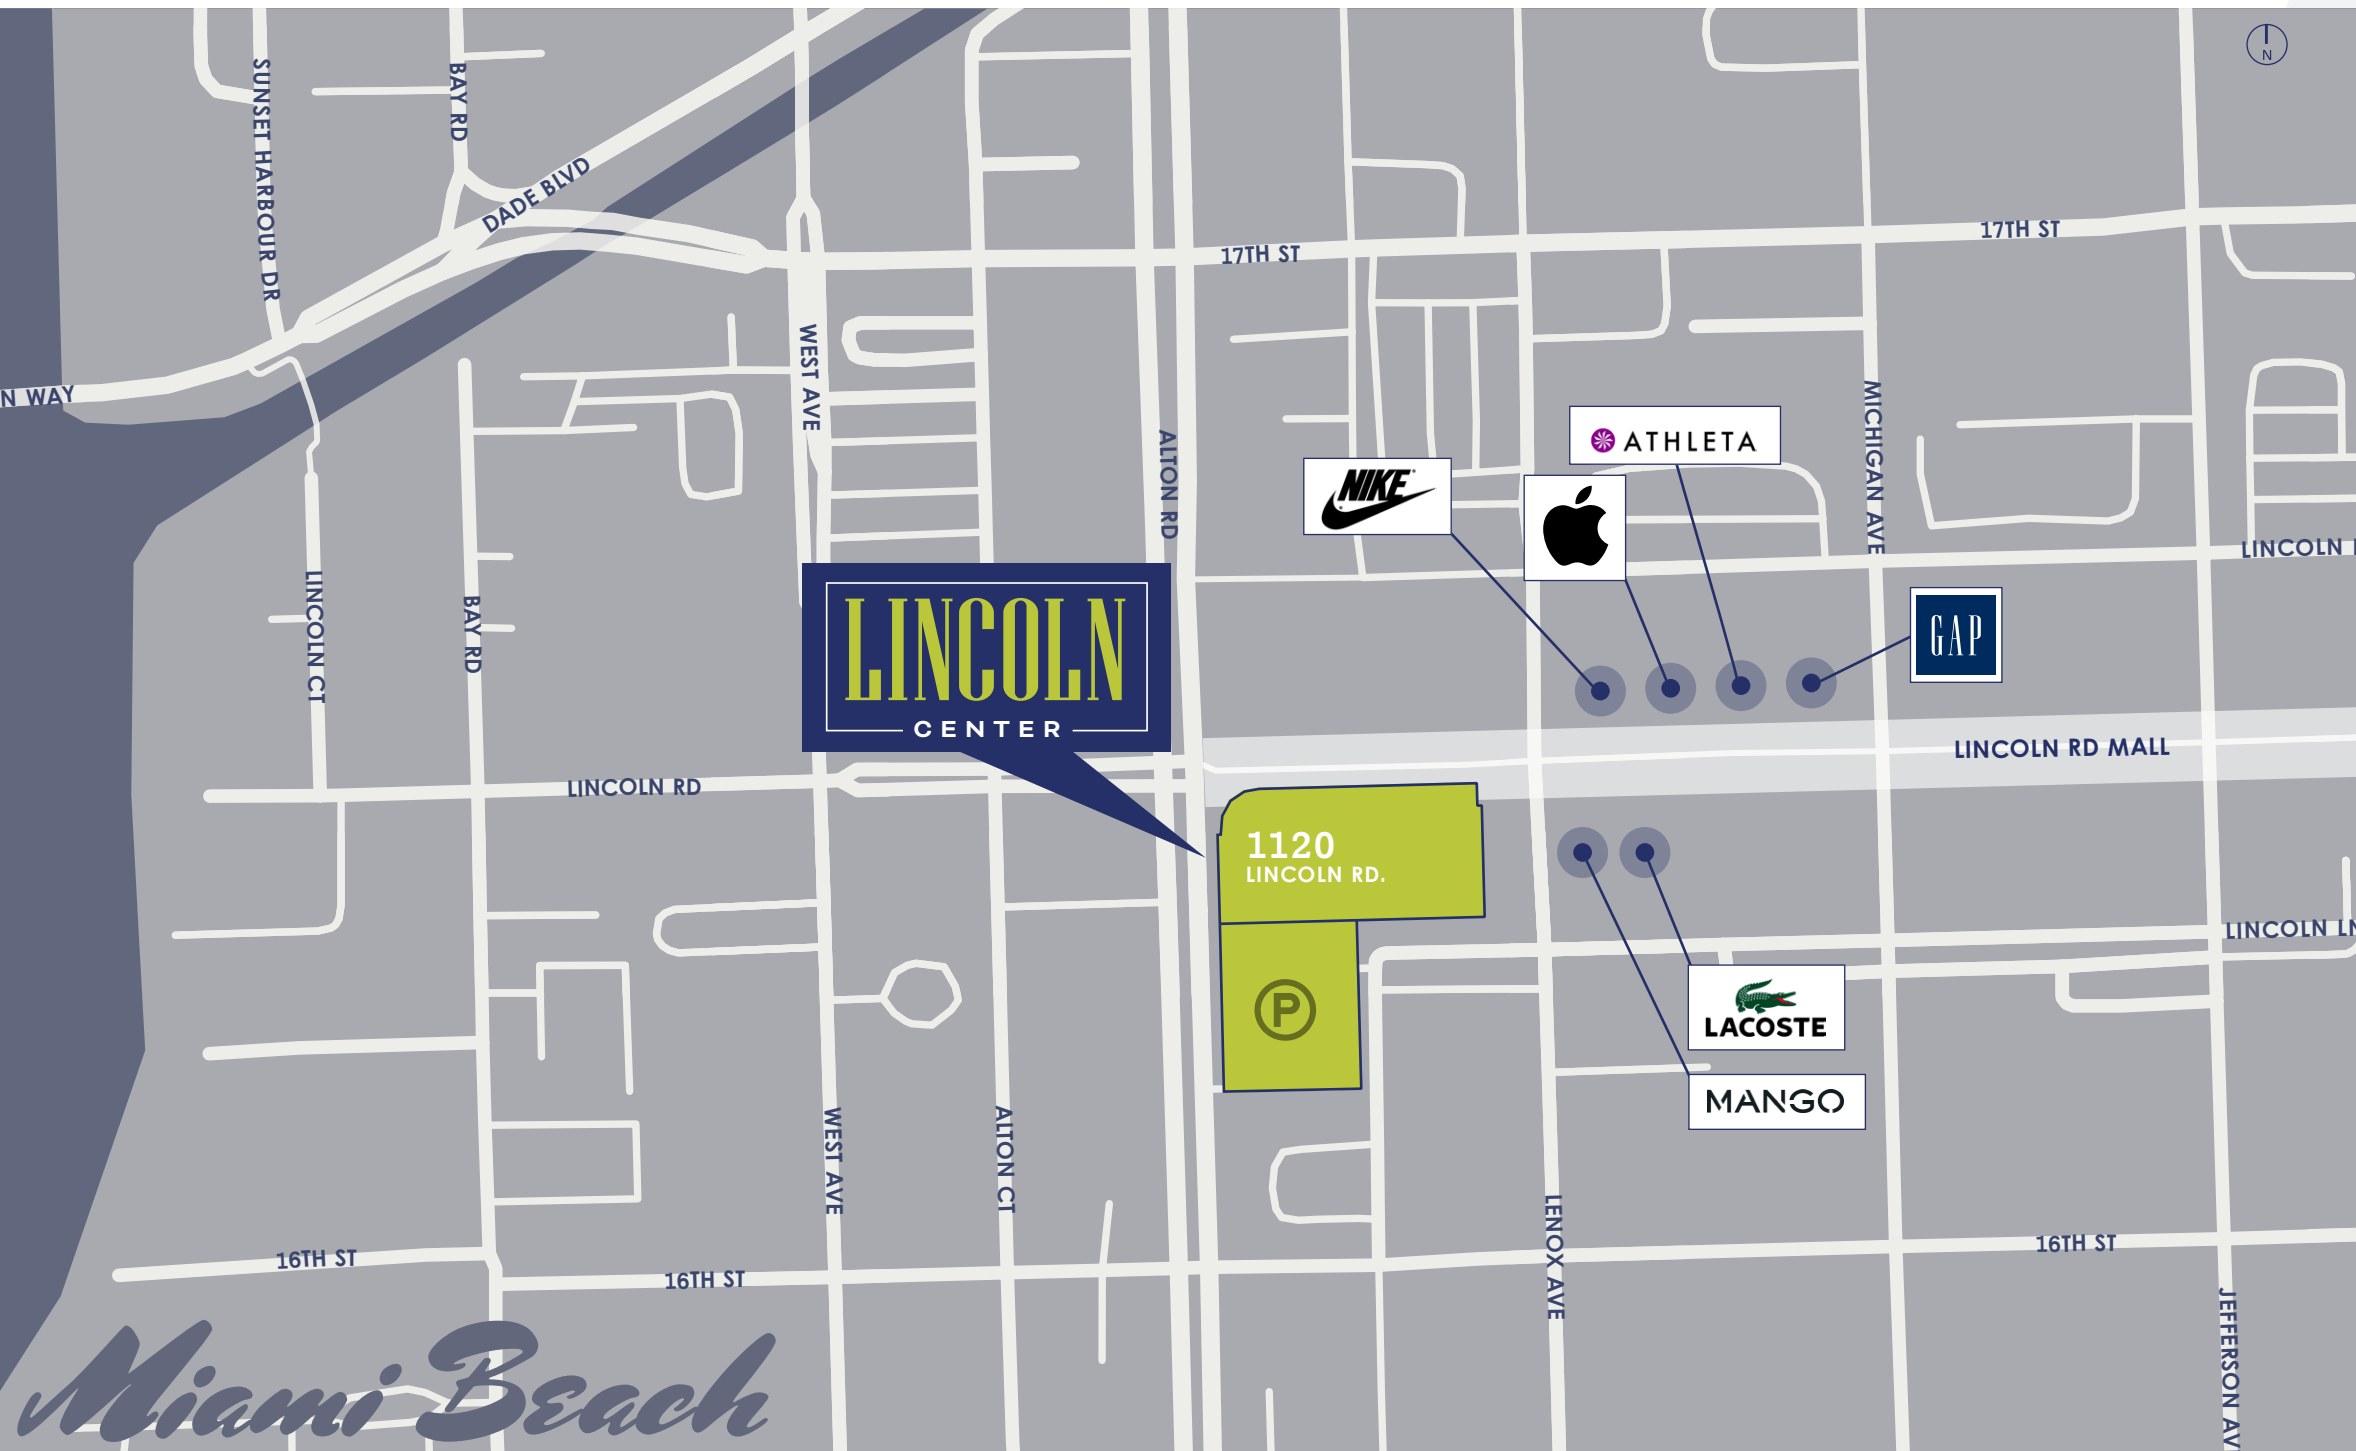 N
SUNSET HARBOUR DR
BAY RD
DADE BLVD
17TH ST
17TH ST
N WAY
WEST AVE
ALTON RD
MICHIGAN AVE
ATHLETA
NIKE
LINCOLN
LINCOLN CT
BAY RD
GAP
LINCOLN
CENTER
LINCOLN RD MALL
LINCOLN RD
1120
LINCOLN RD.
LINCOLN LN
P
LACOSTE
MANGO
WEST AVE
ALTON CT
LENOX AVE
16TH ST
16TH ST
16TH ST
JEFFERSON AV
Miami Beach